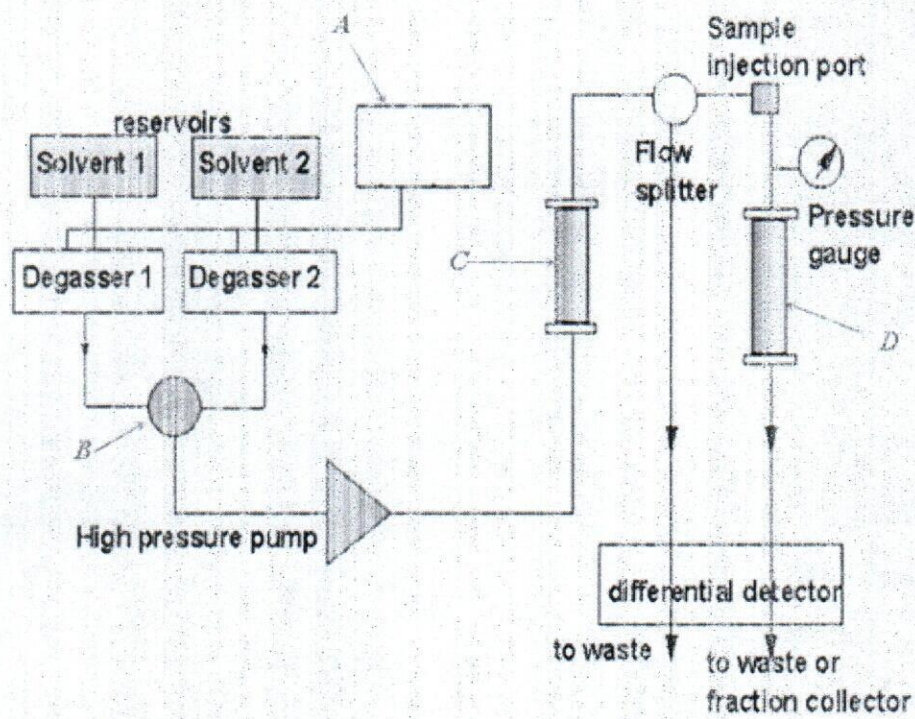 A
Sample
injection port
reservoirs
Solvent 1
Solvent 2
Flow
splitter
Pressure
gauge
C
Degasser 1
Degasser 2
D
B
High pressure pump
differential detector
to waste
to waste or
fraction collector